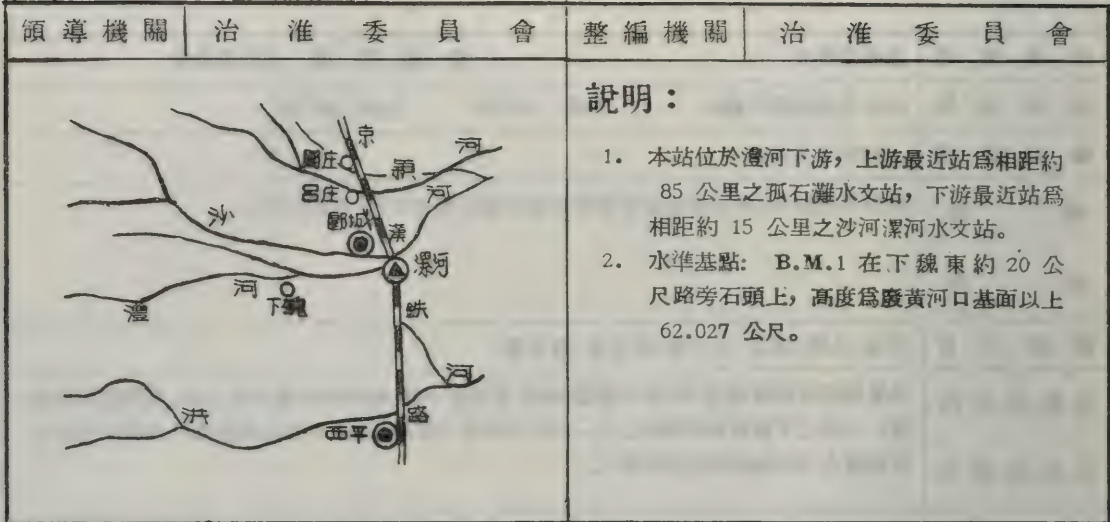 領導機關 治淮委員會 整編機關 治淮委員會
說明：
1. 本站位於澧河下游，上游最近站爲相距約
85 公里之孤石灘水文站，下游最近站爲
相距約 15 公里之沙河漯河水文站。
2. 水準基點: B.M.1 在下魏東約 20 公
尺路旁石頭上，高度爲廢黃河口基面以上
62.027 公尺。
京
漢
鉄
路
河
河
呂庄
郾城
漯河
河
澧
下魏
河
洪
西平